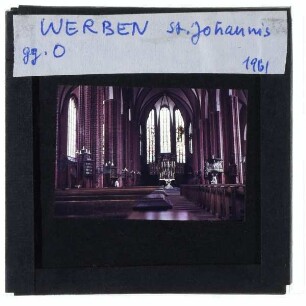 WERBEN St. Johannis
gg. O 1961